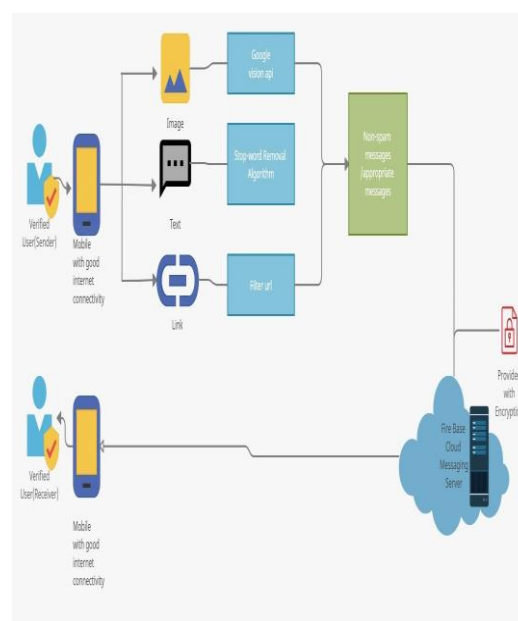 Google
vision api
Image
Non-spam
messages
/appropriate
messages
Stop-word Removal
Algorithm
Text
Verified
User(Sender)
Mobile
with good
internet
connectivity
Filter url
Link
Provide
with
Encryptic
Fire Base
Cloud
Messaging
Server
Verified
User(Receiver)
Mobile
with good
internet
connectivity